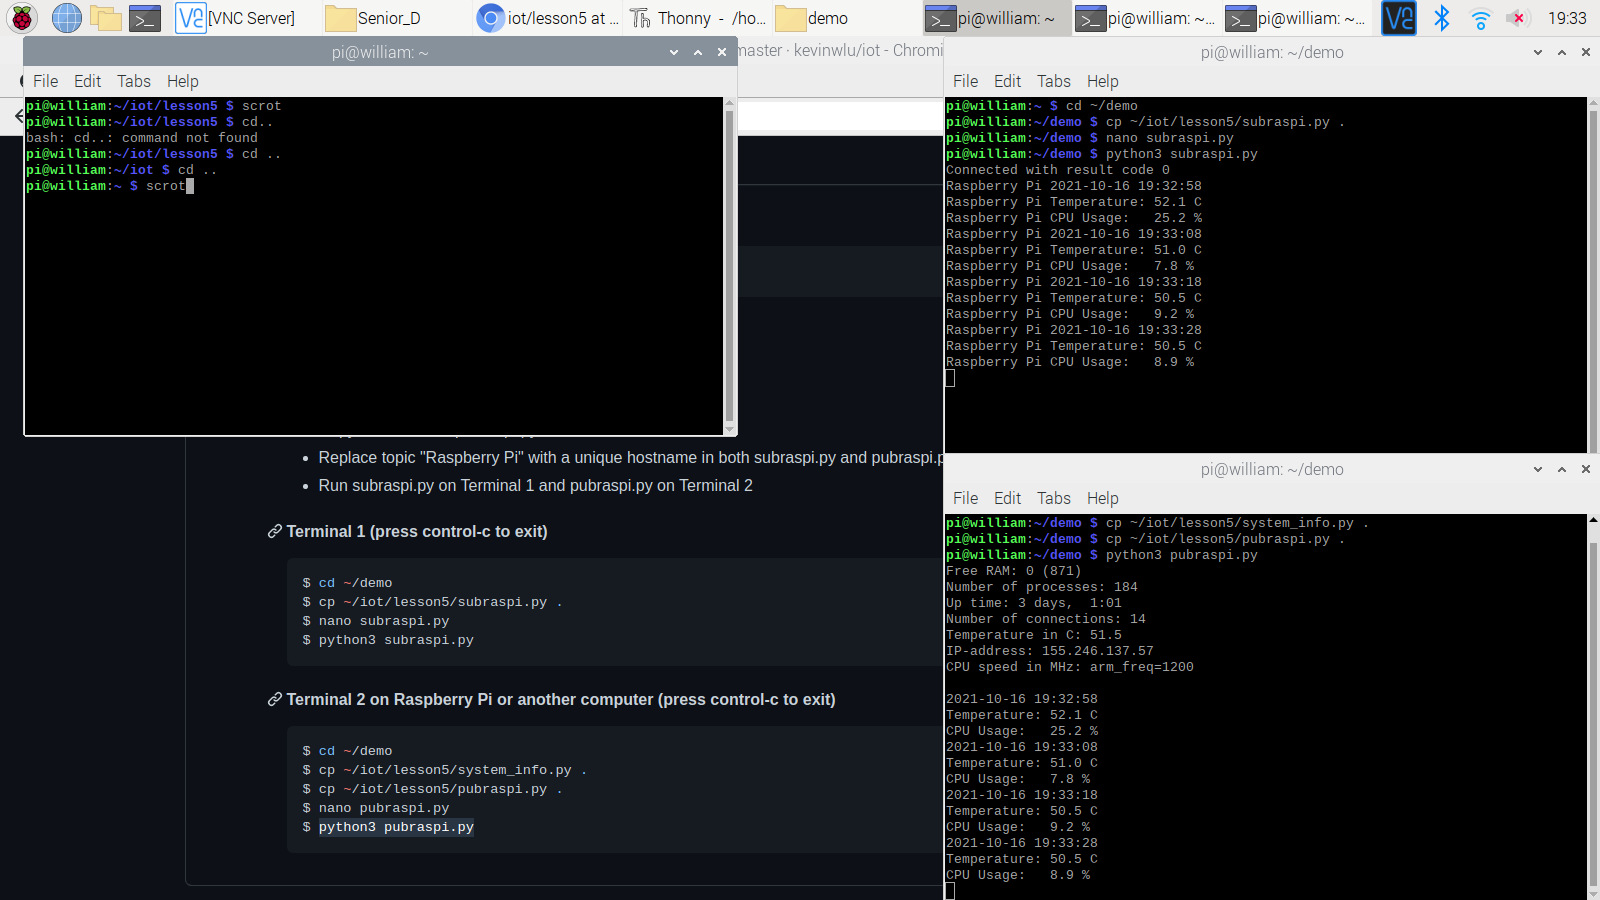 [VNC Server]
Senior_D
iot/lesson5 at ...
Thonny - /ho...
demo
pi@william: ~
pi@william: ~...
pi@william: ~...
19:33
pi@william: ~
File Edit Tabs Help
pi@william:~/iot/lesson5 $ scrot
pi@william:~/iot/lesson5 $ cd..
bash: cd..: command not found
pi@william:~/iot/lesson5 $ cd ..
pi@william:~/iot $ cd ..
pi@william:~ $ scrot
master · kevinwlu/iot - Chromi
Replace topic "Raspberry Pi" with a unique hostname in both subraspi.py and pubraspi.p
Run subraspi.py on Terminal 1 and pubraspi.py on Terminal 2
Terminal 1 (press control-c to exit)
$ cd ~/demo
$ cp ~/iot/lesson5/subraspi.py .
$ nano subraspi.py
$ python3 subraspi.py
Terminal 2 on Raspberry Pi or another computer (press control-c to exit)
$ cd ~/demo
$ cp ~/iot/lesson5/system_info.py .
$ cp ~/iot/lesson5/pubraspi.py .
$ nano pubraspi.py
$ python3 pubraspi.py
pi@william: ~/demo
File Edit Tabs Help
pi@william:~ $ cd ~/demo
pi@william:~/demo $ cp ~/iot/lesson5/subraspi.py .
pi@william:~/demo $ nano subraspi.py
pi@william:~/demo $ python3 subraspi.py
Connected with result code 0
Raspberry Pi 2021-10-16 19:32:58
Raspberry Pi Temperature: 52.1 C
Raspberry Pi CPU Usage:   25.2 %
Raspberry Pi 2021-10-16 19:33:08
Raspberry Pi Temperature: 51.0 C
Raspberry Pi CPU Usage:   7.8 %
Raspberry Pi 2021-10-16 19:33:18
Raspberry Pi Temperature: 50.5 C
Raspberry Pi CPU Usage:   9.2 %
Raspberry Pi 2021-10-16 19:33:28
Raspberry Pi Temperature: 50.5 C
Raspberry Pi CPU Usage:   8.9 %
pi@william: ~/demo
File Edit Tabs Help
pi@william:~/demo $ cp ~/iot/lesson5/system_info.py .
pi@william:~/demo $ cp ~/iot/lesson5/pubraspi.py .
pi@william:~/demo $ python3 pubraspi.py
Free RAM: 0 (871)
Number of processes: 184
Up time: 3 days,  1:01
Number of connections: 14
Temperature in C: 51.5
IP-address: 155.246.137.57
CPU speed in MHz: arm_freq=1200
2021-10-16 19:32:58
Temperature: 52.1 C
CPU Usage:   25.2 %
2021-10-16 19:33:08
Temperature: 51.0 C
CPU Usage:   7.8 %
2021-10-16 19:33:18
Temperature: 50.5 C
CPU Usage:   9.2 %
2021-10-16 19:33:28
Temperature: 50.5 C
CPU Usage:   8.9 %